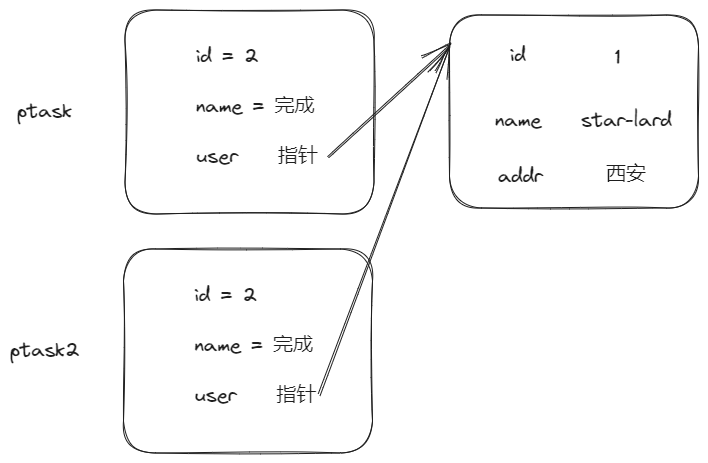 ptask
id = 2
name = 完成
user 指针
id 1
name star-lard
addr 西安
ptask2
id = 2
name = 完成
user 指针